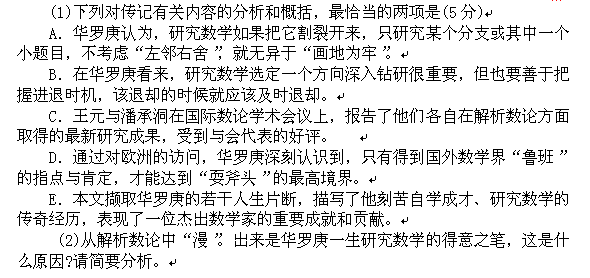 (1)下列对传记有关内容的分析和概括，最恰当的两项是(5分)↵
A．华罗庚认为，研究数学如果把它割裂开来，只研究某个分支或其中一个
小题目，不考虑“左邻右舍”，就无异于“画地为牢”。↵
B．在华罗庚看来，研究数学选定一个方向深入钻研很重要，但也要善于把
握进退时机，该退却的时候就应该及时退却。↵
C．王元与潘承洞在国际数论学术会议上，报告了他们各自在解析数论方面
取得的最新研究成果，受到与会代表的好评。↵
D．通过对欧洲的访问，华罗庚深刻认识到，只有得到国外数学界“鲁班”
的指点与肯定，才能达到“耍斧头”的最高境界。↵
E．本文撷取华罗庚的若干人生片断，描写了他刻苦自学成才、研究数学的
传奇经历，表现了一位杰出数学家的重要成就和贡献。↵
(2)从解析数论中“漫”。出来是华罗庚一生研究数学的得意之笔，这是什
么原因?请简要分析。↵